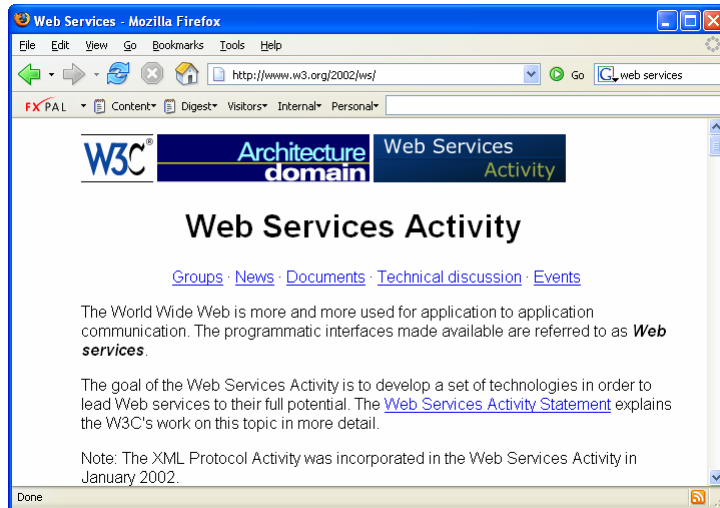 Web Services - Mozilla Firefox
File Edit View Go Bookmarks Tools Help
http://www.w3.org/2002/ws/ Go G web services
FXPAL Content Digest Visitors Internal Personal
W3C® Architecture domain Web Services Activity
Web Services Activity
Groups · News · Documents · Technical discussion · Events
The World Wide Web is more and more used for application to application
communication. The programmatic interfaces made available are referred to as Web
services.
The goal of the Web Services Activity is to develop a set of technologies in order to
lead Web services to their full potential. The Web Services Activity Statement explains
the W3C's work on this topic in more detail.
Note: The XML Protocol Activity was incorporated in the Web Services Activity in
January 2002.
Done